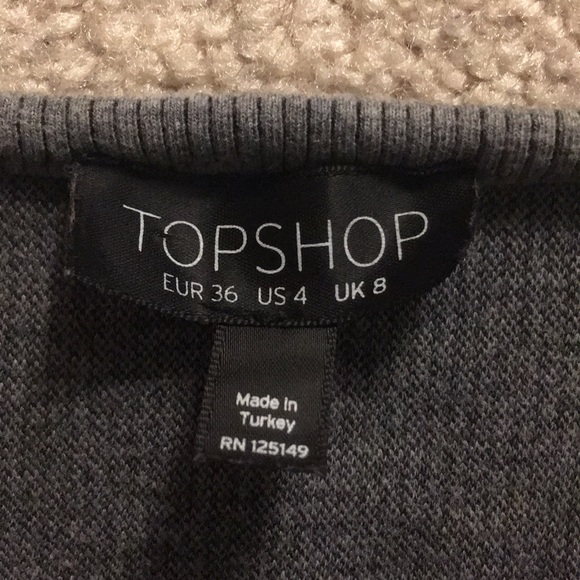 TOPSHOP
EUR 36 US 4 UK 8
Made In
Turkey
RN 125149